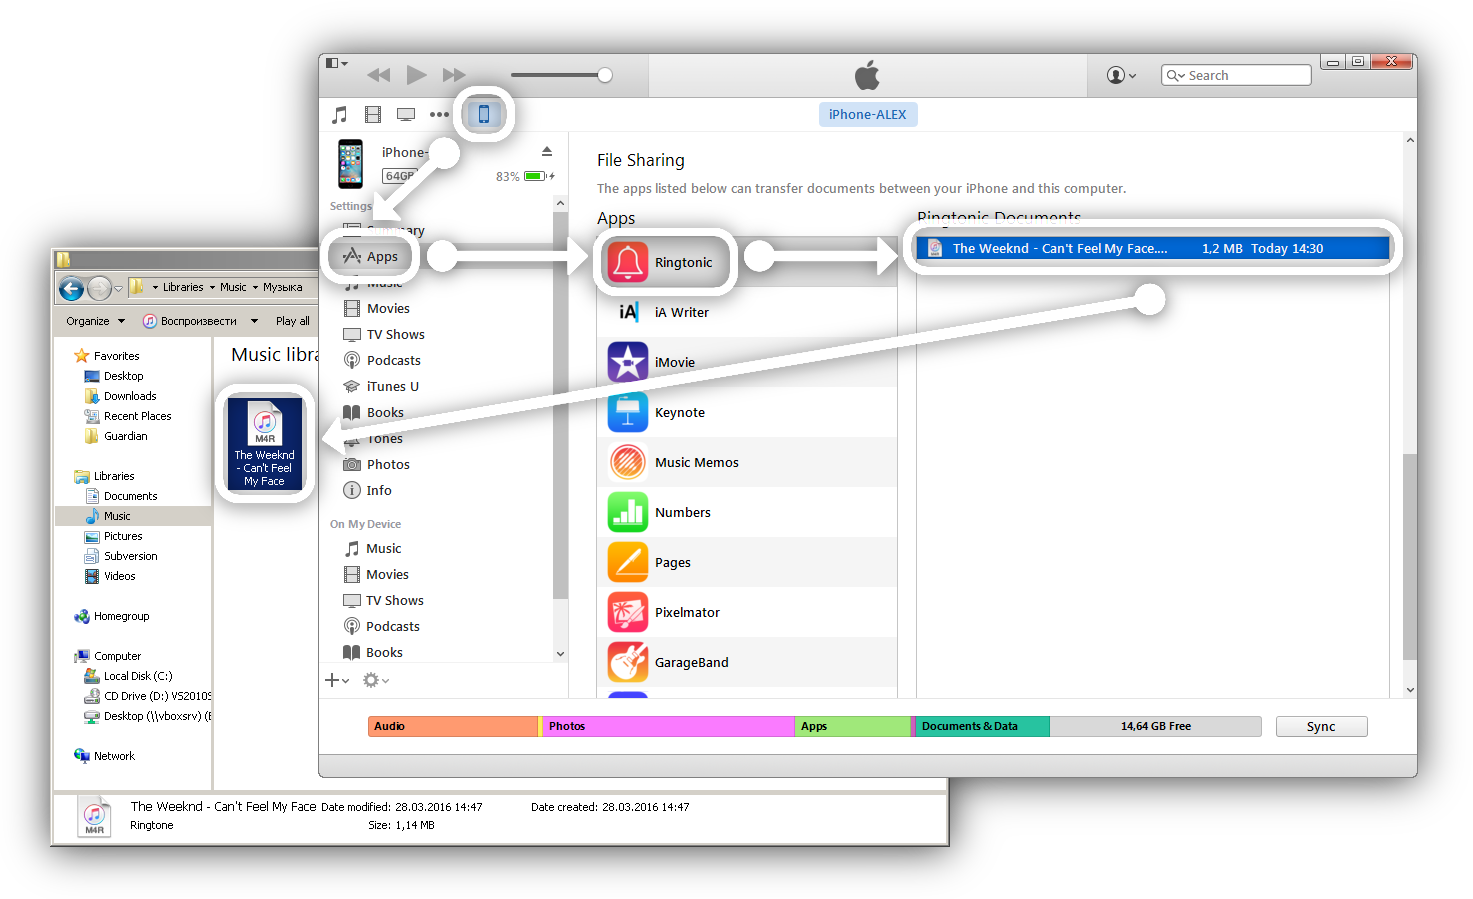 Search
iPhone-ALEX
iPhone-
64GB
83%
Settings
Summary
Apps
Music
Movies
TV Shows
Podcasts
iTunes U
Books
Tones
Photos
Info
On My Device
Music
Movies
TV Shows
Podcasts
Books
File Sharing
The apps listed below can transfer documents between your iPhone and this computer.
Apps
Ringtonic
iA
iA Writer
iMovie
Keynote
Music Memos
Numbers
Pages
Pixelmator
GarageBand
Ringtonic Documents
The Weeknd - Can't Feel My Face.... 1,2 MB Today 14:30
Audio
Photos
Apps
Documents & Data
14,64 GB Free
Sync
Libraries Music Музыка
Organize
Воспроизвести
Play all
Favorites
Desktop
Downloads
Recent Places
Guardian
Libraries
Documents
Music
Pictures
Subversion
Videos
Homegroup
Computer
Local Disk (C:)
CD Drive (D:) VS2010S
Desktop (\\vboxsrv) (E
Network
Music libra
M4R
The Weeknd
- Can't Feel
My Face
M4R
The Weeknd - Can't Feel My Face Date modified: 28.03.2016 14:47 Date created: 28.03.2016 14:47
Ringtone Size: 1,14 MB